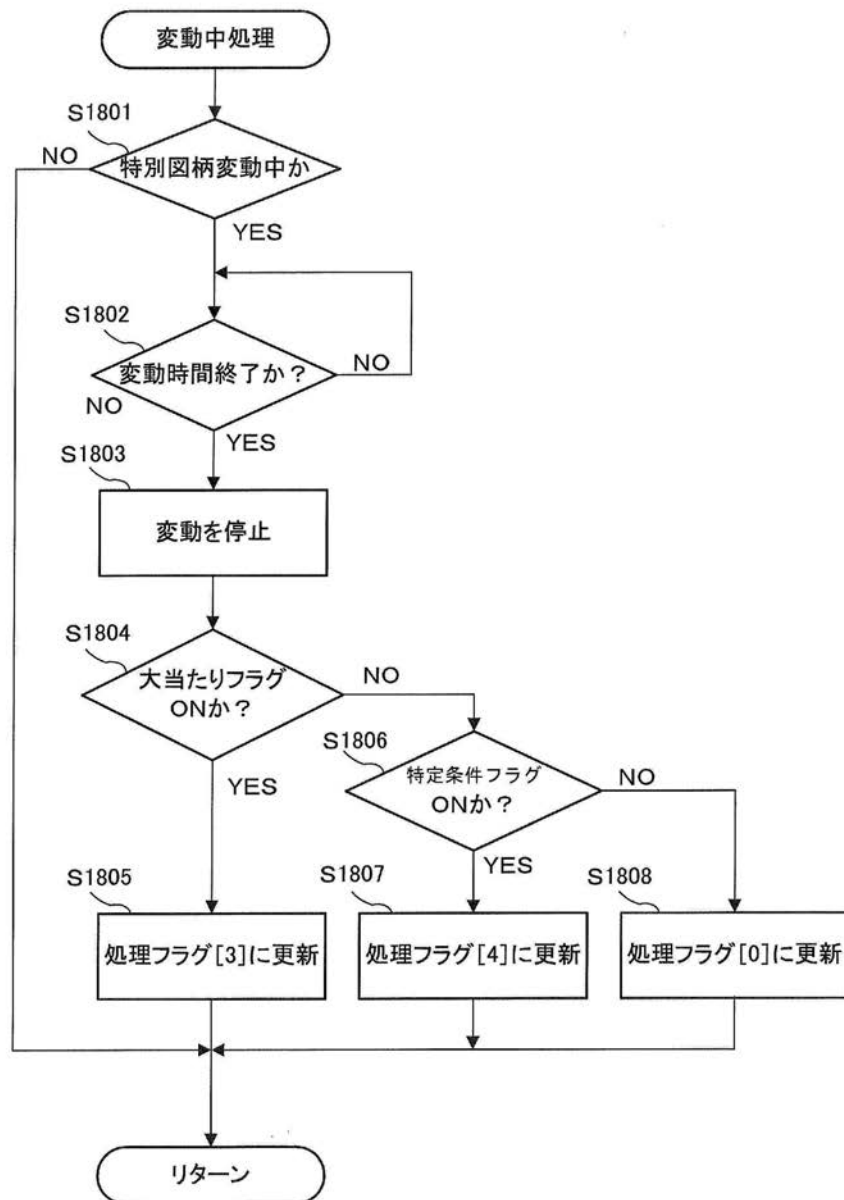 変動中処理
S1801
特別図柄変動中か
NO
YES
S1802
変動時間終了か？
NO
NO
YES
S1803
変動を停止
S1804
大当たりフラグ
ONか？
NO
YES
S1806
特定条件フラグ
ONか？
NO
YES
S1805
処理フラグ[3]に更新
S1807
処理フラグ[4]に更新
S1808
処理フラグ[0]に更新
リターン